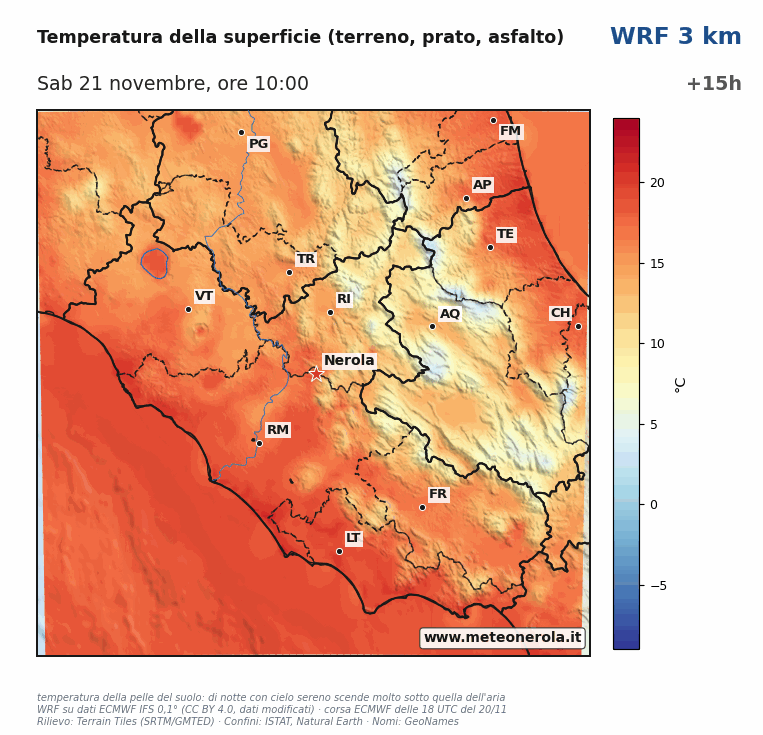 Temperatura della superficie (terreno, prato, asfalto)
WRF 3 km
Sab 21 novembre, ore 10:00
+15h
FM
PG
AP
TE
TR
VT
RI
AQ
CH
Nerola
RM
FR
LT
www.meteonerola.it
20
15
10
5
0
−5
°C
temperatura della pelle del suolo: di notte con cielo sereno scende molto sotto quella dell'aria
WRF su dati ECMWF IFS 0,1° (CC BY 4.0, dati modificati) · corsa ECMWF delle 18 UTC del 20/11
Rilievo: Terrain Tiles (SRTM/GMTED) · Confini: ISTAT, Natural Earth · Nomi: GeoNames